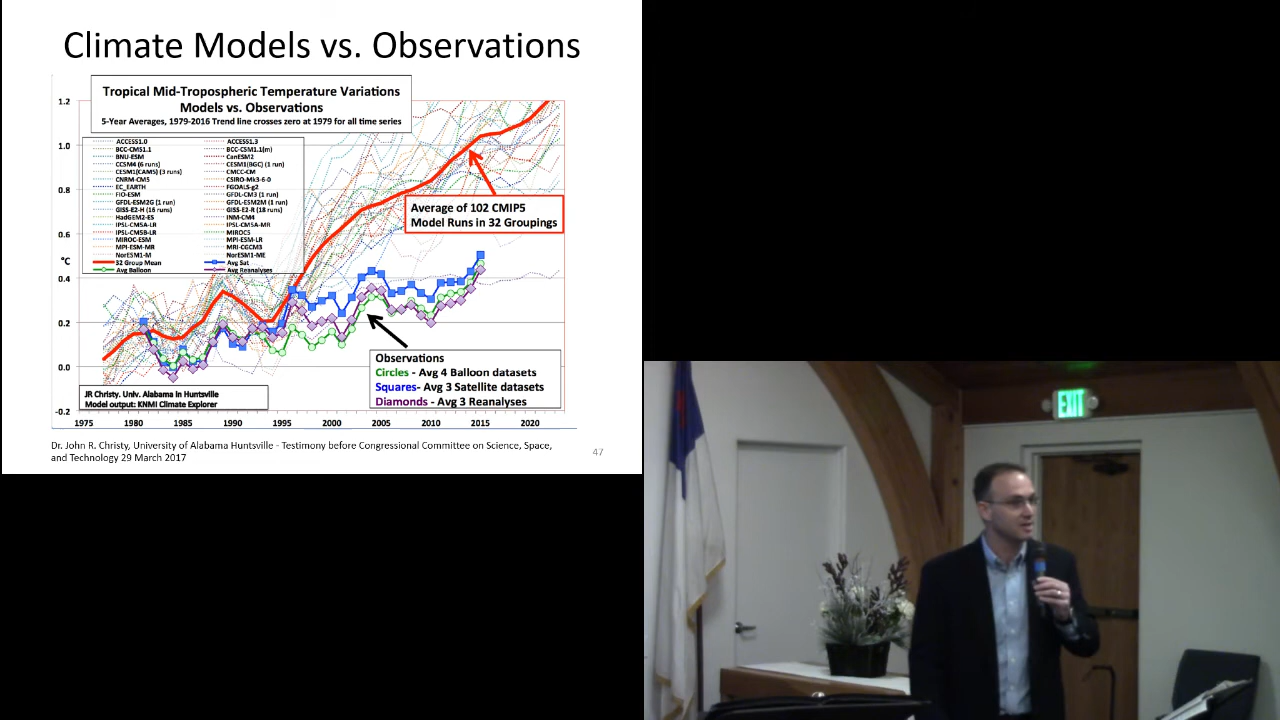 Climate Models vs. Observations
Tropical Mid-Tropospheric Temperature Variations
Models vs. Observations
5-Year Averages, 1979-2016 Trend line crosses zero at 1979 for all time series
1.2
1.0
0.8
0.6
°C
0.4
0.2
0.0
-0.2
ACCESS1.0 ACCESS1.3
BCC-CMS1.1 BCC-CSM1.1(m)
BNU-ESM CanESM2
CCSM4 (6 runs) CESM1(BGC) (1 run)
CESM1(CAM5) (3 runs) CMCC-CM
CNRM-CM5 CSIRO-Mk3-6-0
EC_EARTH FGOALS-g2
FIO-ESM GFDL-CM3 (1 run)
GFDL-ESM2G (1 run) GFDL-ESM2M (1 run)
GISS-E2-H (16 runs) GISS-E2-R (18 runs)
HadGEM2-ES INM-CM4
IPSL-CM5A-LR IPSL-CM5A-MR
IPSL-CM5B-LR MIROC5
MIROC-ESM MPI-ESM-LR
MPI-ESM-MR MRI-CGCM3
NorESM1-M NorESM1-ME
32 Group Mean Avg Sat
Avg Balloon Avg Reanalyses
Average of 102 CMIP5
Model Runs in 32 Groupings
Observations
Circles - Avg 4 Balloon datasets
Squares- Avg 3 Satellite datasets
Diamonds - Avg 3 Reanalyses
JR Christy. Univ. Alabama in Huntsville
Model output: KNMI Climate Explorer
1975 1980 1985 1990 1995 2000 2005 2010 2015 2020
Dr. John R. Christy, University of Alabama Huntsville - Testimony before Congressional Committee on Science, Space,
and Technology 29 March 2017
47
EXIT